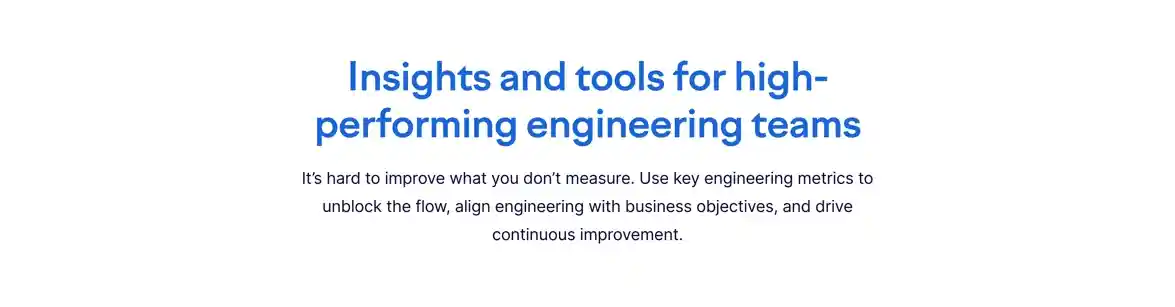 Insights and tools for high-
performing engineering teams
It’s hard to improve what you don’t measure. Use key engineering metrics to
unblock the flow, align engineering with business objectives, and drive
continuous improvement.